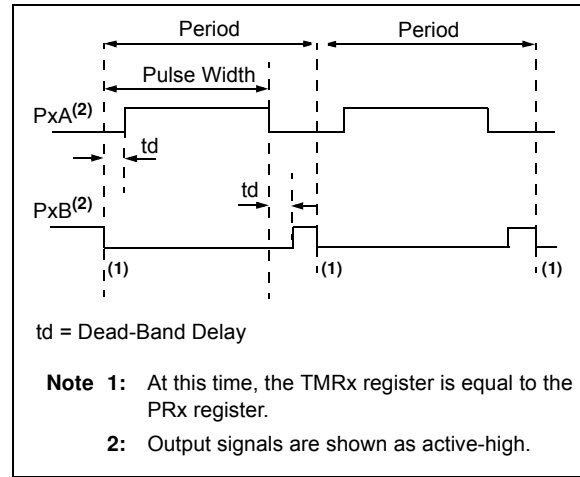 Period Period
Pulse Width
PxA(2)
td
td
PxB(2)
(1) (1) (1)
td = Dead-Band Delay
Note 1: At this time, the TMRx register is equal to the
PRx register.
2: Output signals are shown as active-high.